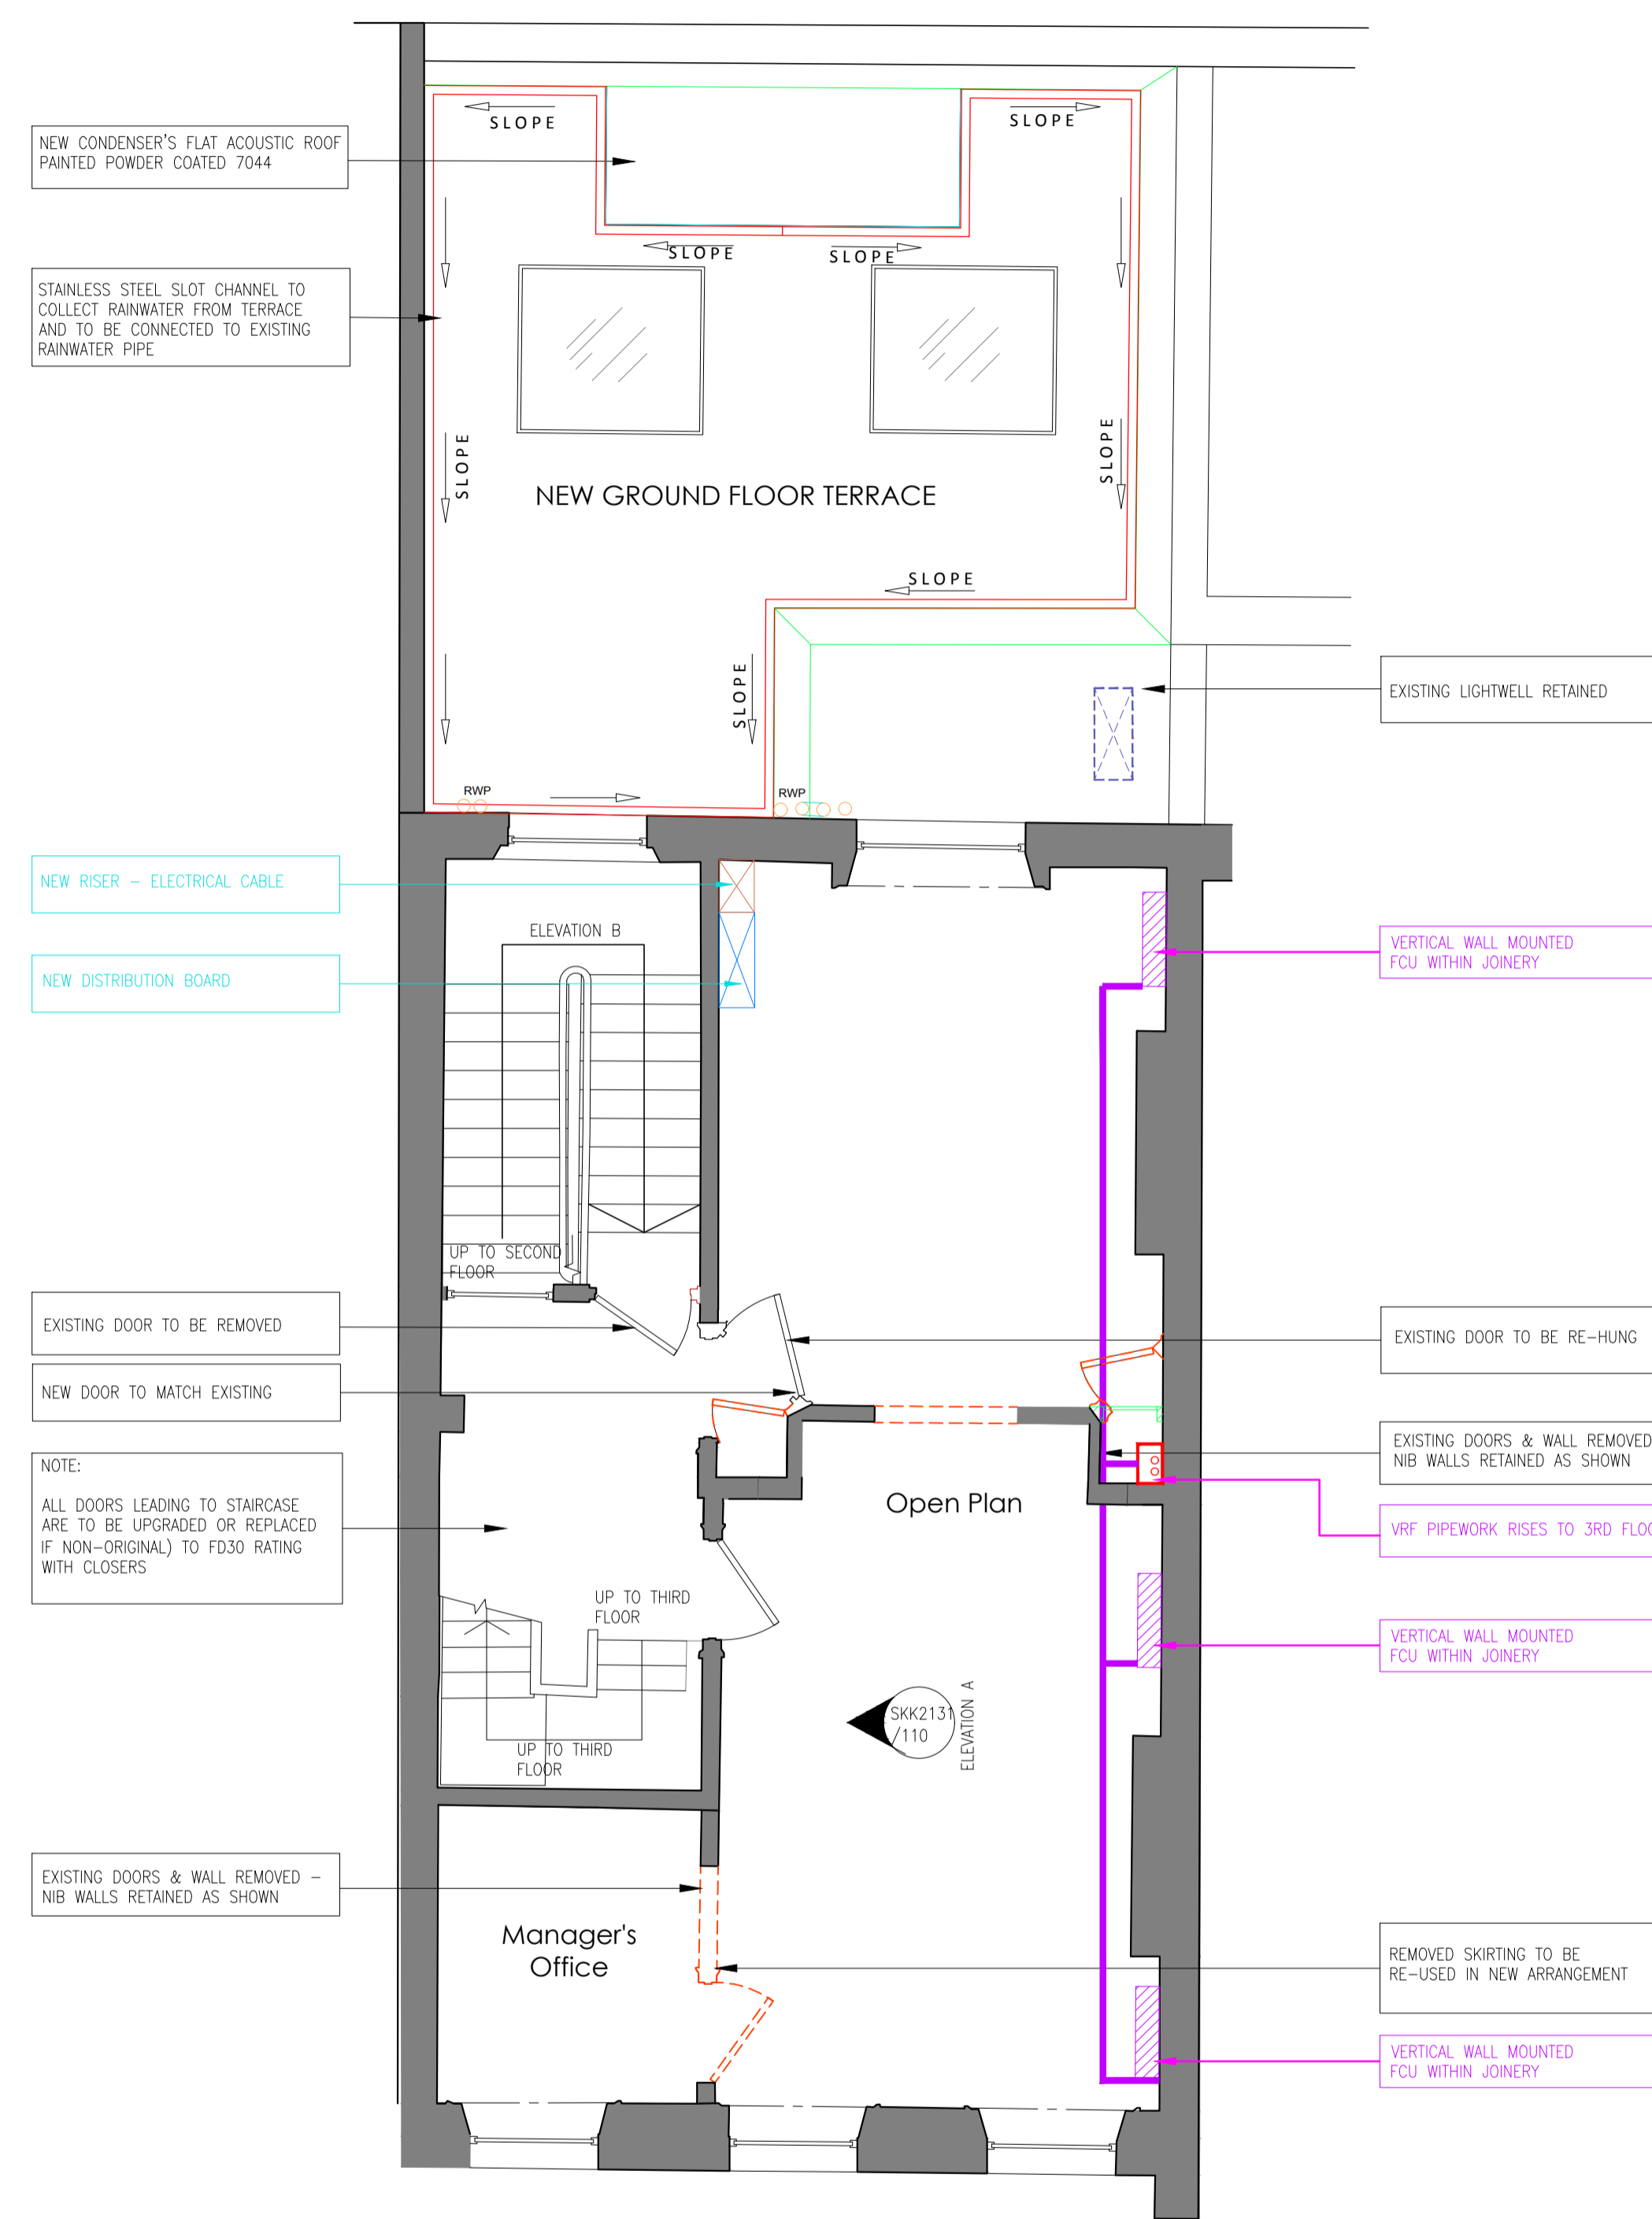 NEW CONDENSER'S FLAT ACOUSTIC ROOF
PAINTED POWDER COATED 7044
STAINLESS STEEL SLOT CHANNEL TO
COLLECT RAINWATER FROM TERRACE
AND TO BE CONNECTED TO EXISTING
RAINWATER PIPE
SLOPE
SLOPE
SLOPE
SLOPE
SLOPE
SLOPE
NEW GROUND FLOOR TERRACE
SLOPE
SLOPE
RWP
RWP
EXISTING LIGHTWELL RETAINED
NEW RISER – ELECTRICAL CABLE
NEW DISTRIBUTION BOARD
ELEVATION B
VERTICAL WALL MOUNTED
FCU WITHIN JOINERY
UP TO SECOND
FLOOR
EXISTING DOOR TO BE REMOVED
NEW DOOR TO MATCH EXISTING
EXISTING DOOR TO BE RE-HUNG
EXISTING DOORS & WALL REMOVED
NIB WALLS RETAINED AS SHOWN
NOTE:
ALL DOORS LEADING TO STAIRCASE
ARE TO BE UPGRADED OR REPLACED
IF NON-ORIGINAL) TO FD30 RATING
WITH CLOSERS
Open Plan
VRF PIPEWORK RISES TO 3RD
UP TO THIRD
FLOOR
VERTICAL WALL MOUNTED
FCU WITHIN JOINERY
SKK2131
/110
ELEVATION A
UP TO THIRD
FLOOR
EXISTING DOORS & WALL REMOVED –
NIB WALLS RETAINED AS SHOWN
Manager's
Office
REMOVED SKIRTING TO BE
RE-USED IN NEW ARRANGEMENT
VERTICAL WALL MOUNTED
FCU WITHIN JOINERY